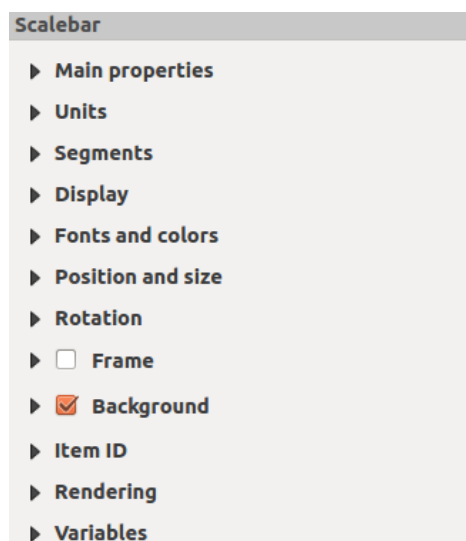 Scalebar
Main properties
Units
Segments
Display
Fonts and colors
Position and size
Rotation
Frame
Background
Item ID
Rendering
Variables